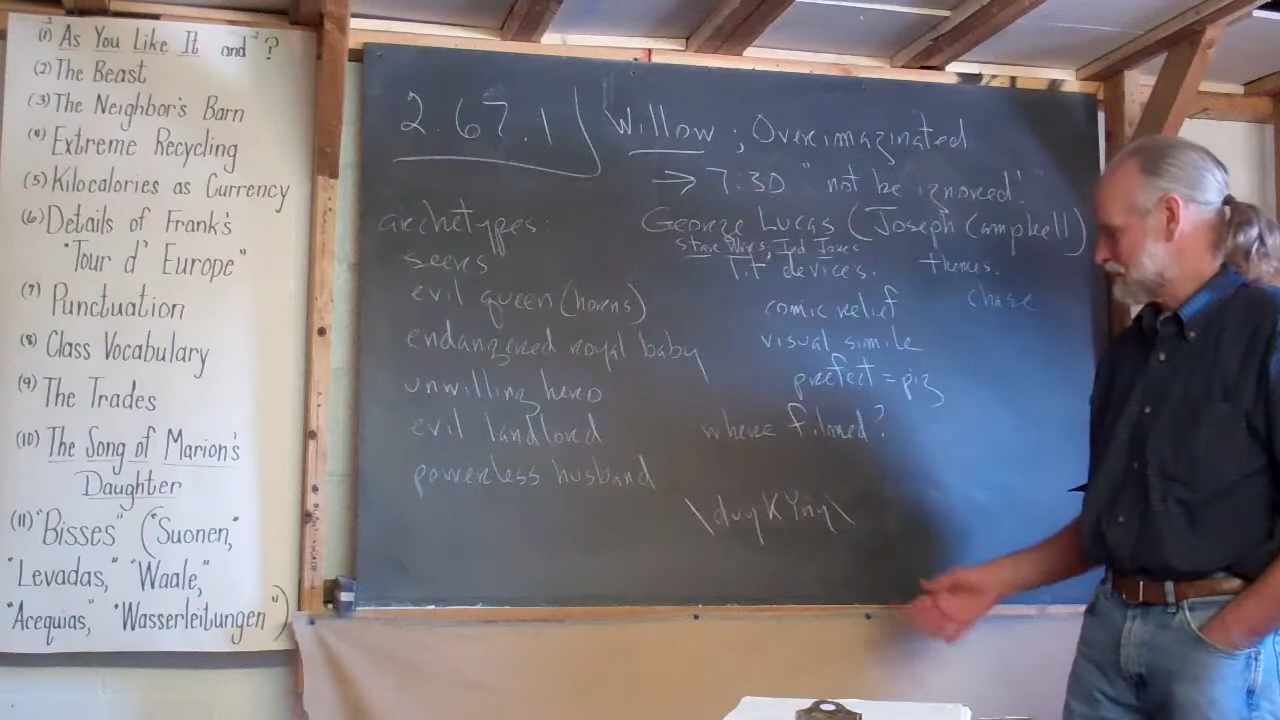 (1) As You Like It and ?
(2) The Beast
(3) The Neighbor's Barn
(4) Extreme Recycling
(5) Kilocalories as Currency
(6) Details of Frank's
"Tour d' Europe"
(7) Punctuation
(8) Class Vocabulary
(9) The Trades
(10) The Song of Marion's
Daughter
(11) "Bisses" ("Suonen,"
"Levadas," "Waale,"
"Acequias," "Wasserleitungen")
2.67.1) Willow ; Overimaginated
→ 7:30 "not be ignored!"
archetypes:
seers
evil queen (horens)
endangered royal baby
unwilling hero
evil landlord
powerless husband
George Lucas (Joseph Campbell)
Star Wars, Ind Jones
Lit devices. themes.
comic relief chase
visual simile
prefect = pig
where filmed?
\duyKYny\